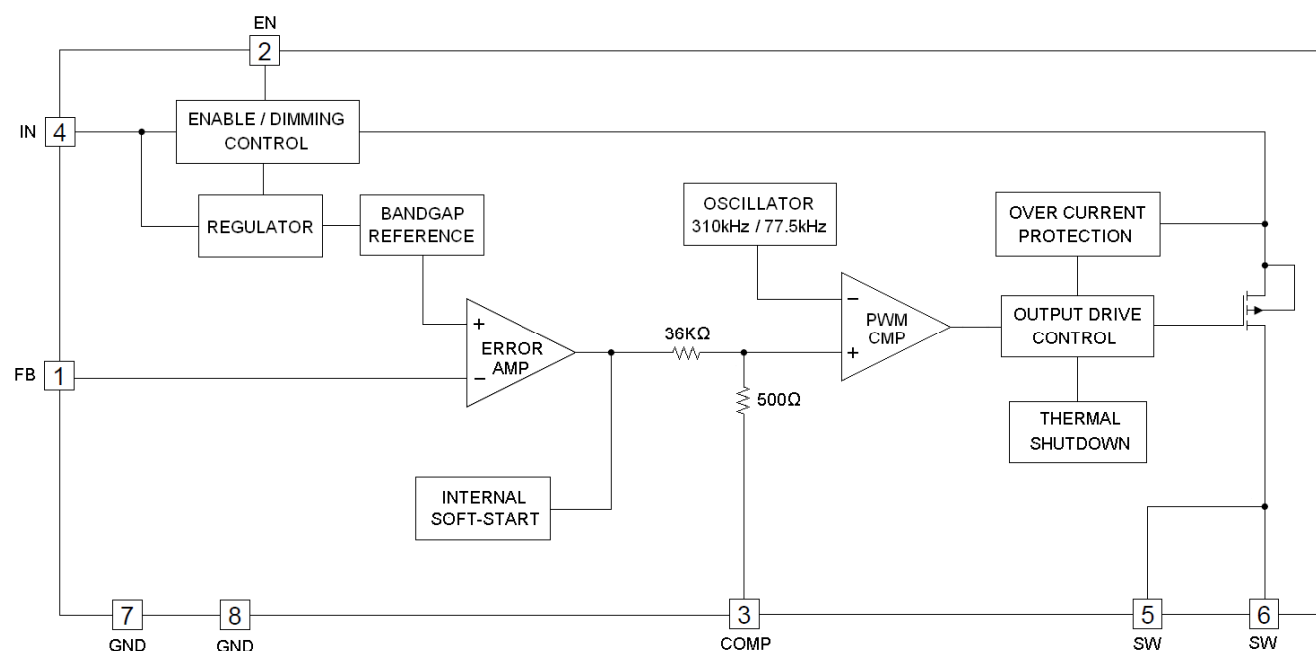 EN
2
IN
4
ENABLE / DIMMING
CONTROL
REGULATOR
BANDGAP
REFERENCE
OSCILLATOR
310kHz / 77.5kHz
OVER CURRENT
PROTECTION
+
ERROR
AMP
−
36KΩ
−
PWM
CMP
+
OUTPUT DRIVE
CONTROL
FB
1
500Ω
THERMAL
SHUTDOWN
INTERNAL
SOFT-START
7
GND
8
GND
3
COMP
5
SW
6
SW